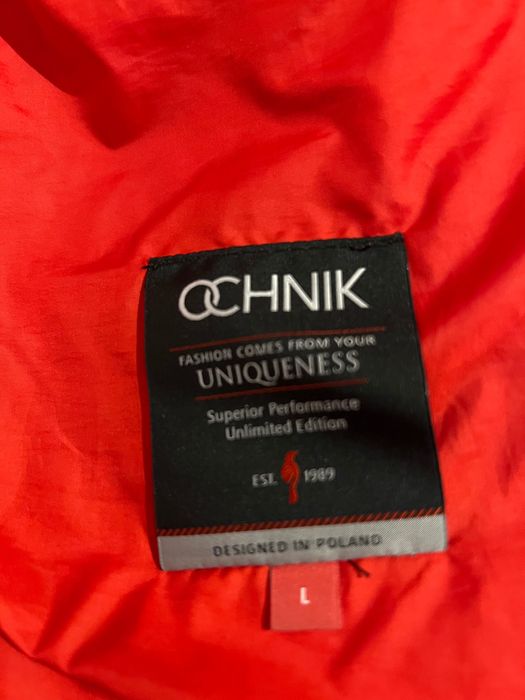 OCHNIK
FASHION COMES FROM YOUR
UNIQUENESS
Superior Performance
Unlimited Edition
EST. 1989
DESIGNED IN POLAND
L